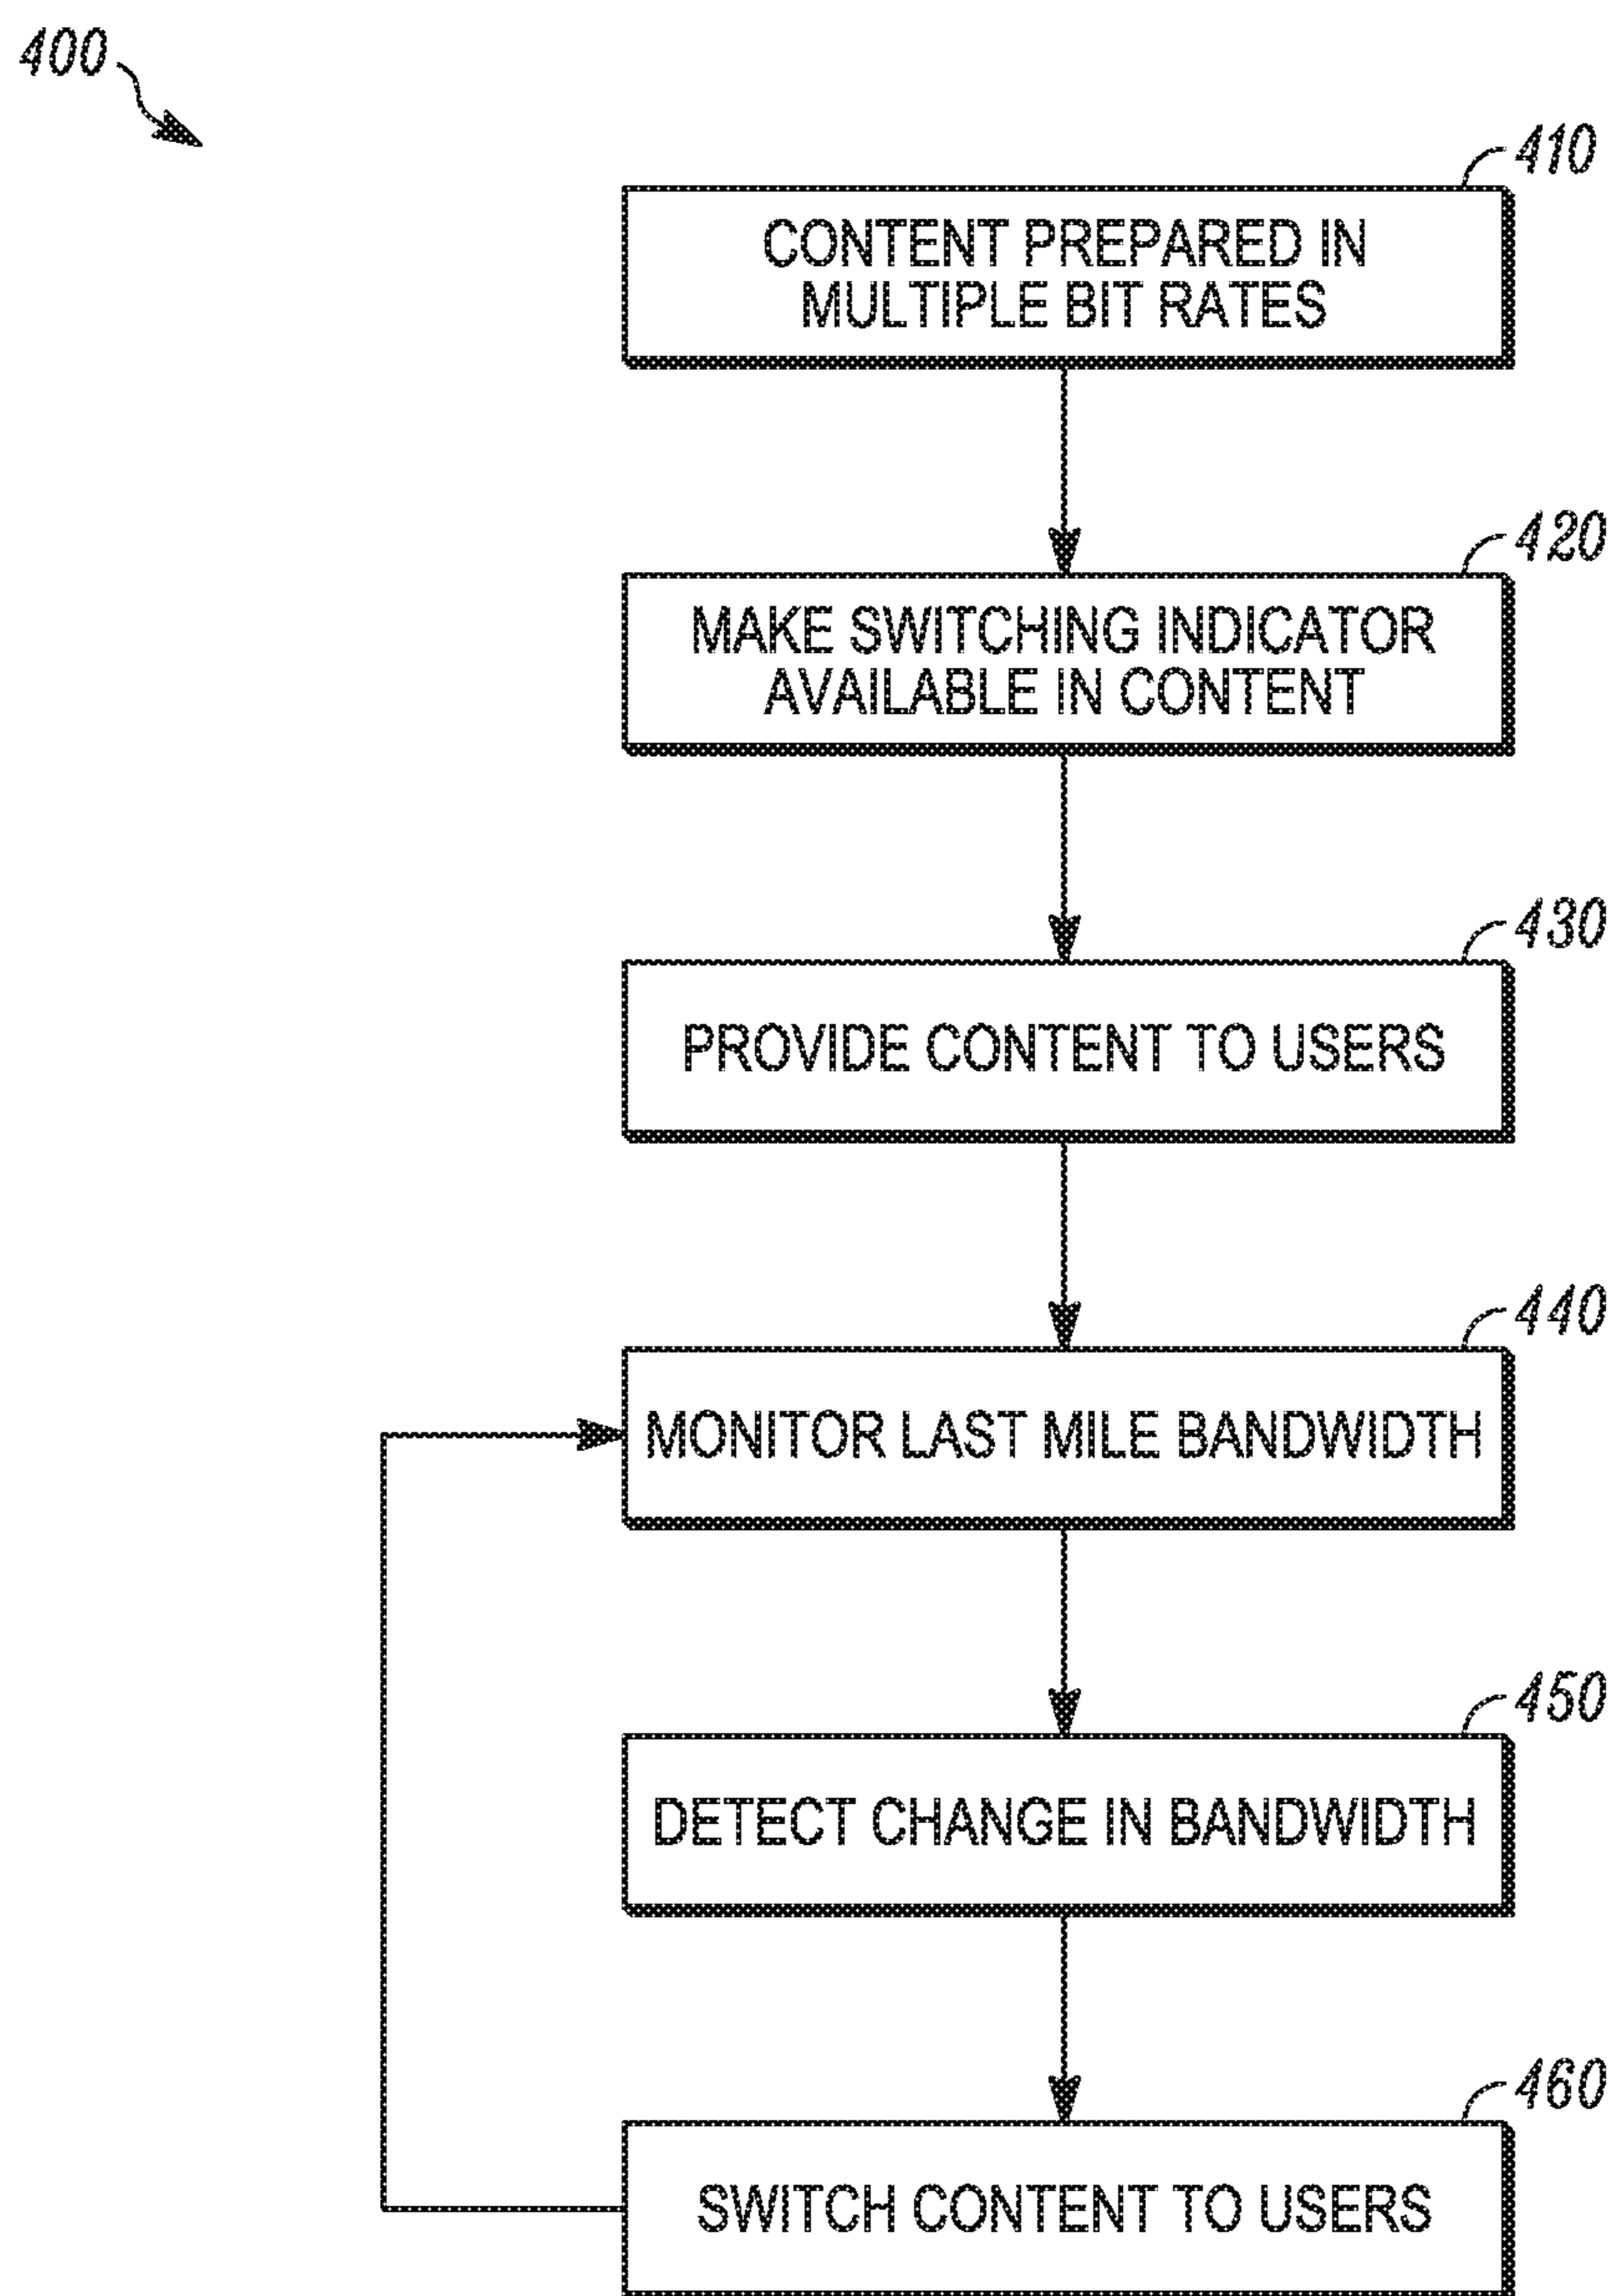 400
410
CONTENT PREPARED IN
MULTIPLE BIT RATES
420
MAKE SWITCHING INDICATOR
AVAILABLE IN CONTENT
430
PROVIDE CONTENT TO USERS
440
MONITOR LAST MILE BANDWIDTH
450
DETECT CHANGE IN BANDWIDTH
460
SWITCH CONTENT TO USERS